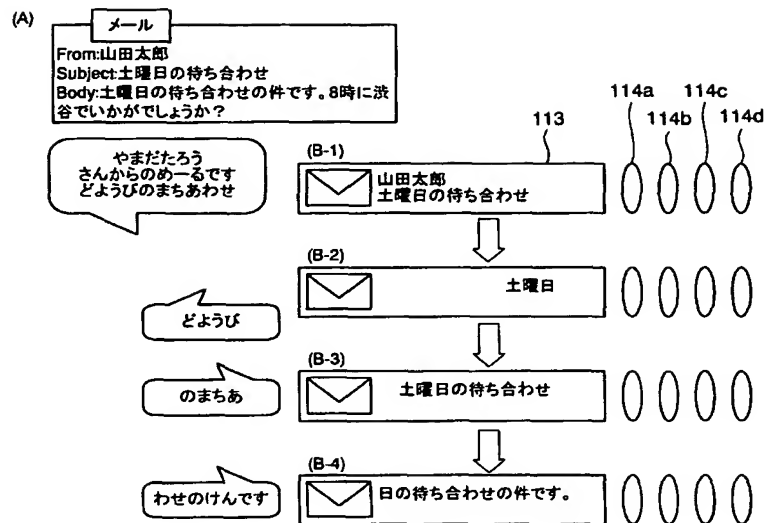 (A)
メール
From:山田太郎
Subject:土曜日の待ち合わせ
Body:土曜日の待ち合わせの件です。8時に渋
谷でいかがでしょうか?
114a 114c
113 114b 114d
(B-1)
やまだたろう
さんからのめーるです
どようびのまちあわせ
山田太郎
土曜日の待ち合わせ
(B-2)
土曜日
どようび
(B-3)
土曜日の待ち合わせ
のまちあ
(B-4)
日の待ち合わせの件です。
わせのけんです